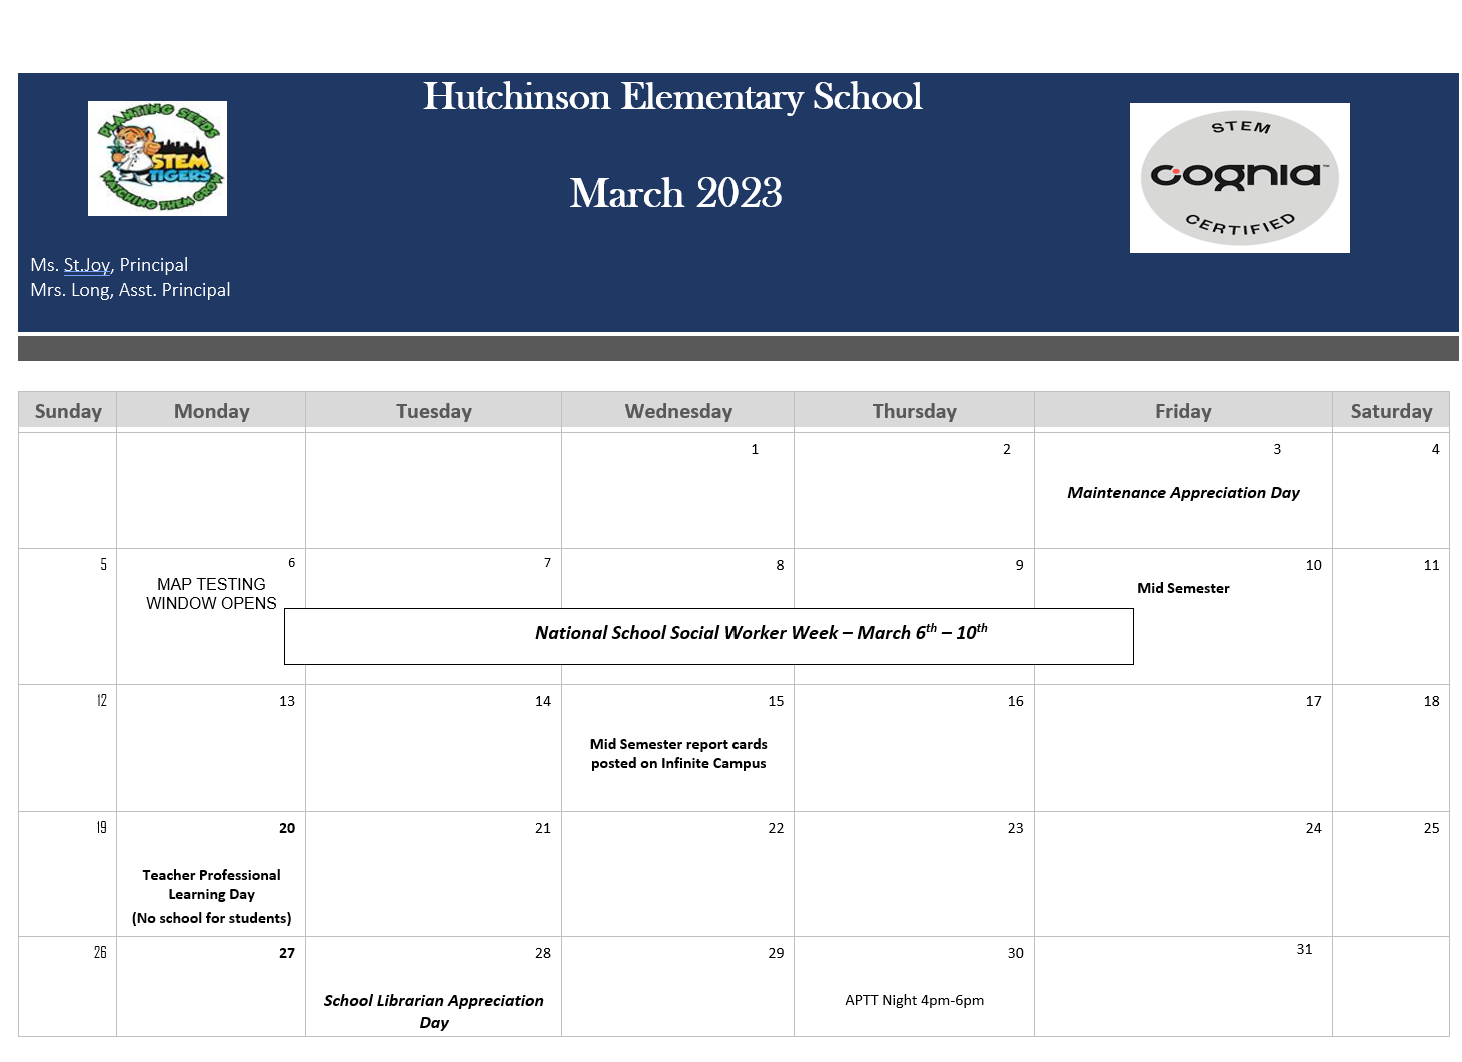 Hutchinson Elementary School
PLANTING SEEDS
STEM
TIGERS
WATCHING THEM GROW
March 2023
STEM
cognia™
CERTIFIED
Ms. St.Joy, Principal
Mrs. Long, Asst. Principal
Sunday Monday Tuesday Wednesday Thursday Friday Saturday
1 2 3 4
Maintenance Appreciation Day
5 6 7 8 9 10 11
MAP TESTING
WINDOW OPENS
Mid Semester
National School Social Worker Week – March 6th – 10th
12 13 14 15 16 17 18
Mid Semester report cards
posted on Infinite Campus
19 20 21 22 23 24 25
Teacher Professional
Learning Day
(No school for students)
26 27 28 29 30 31
School Librarian Appreciation
Day
APTT Night 4pm-6pm